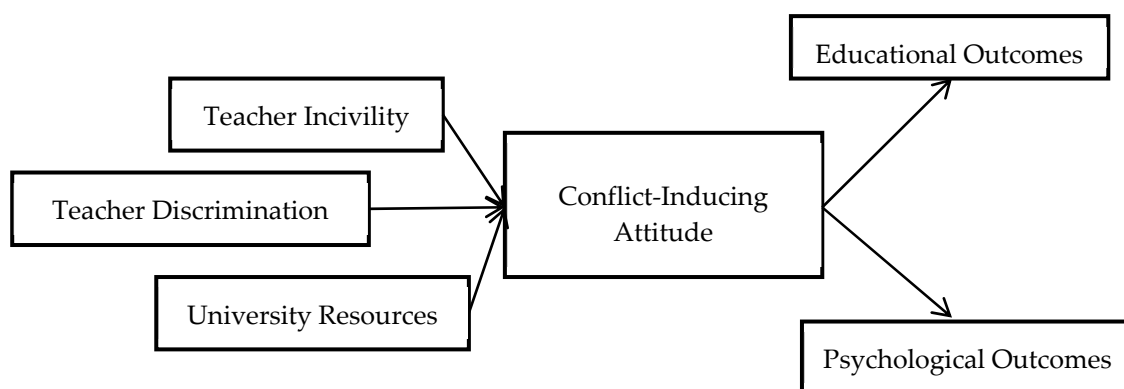 Educational Outcomes
Teacher Incivility
Teacher Discrimination
Conflict-Inducing
Attitude
University Resources
Psychological Outcomes